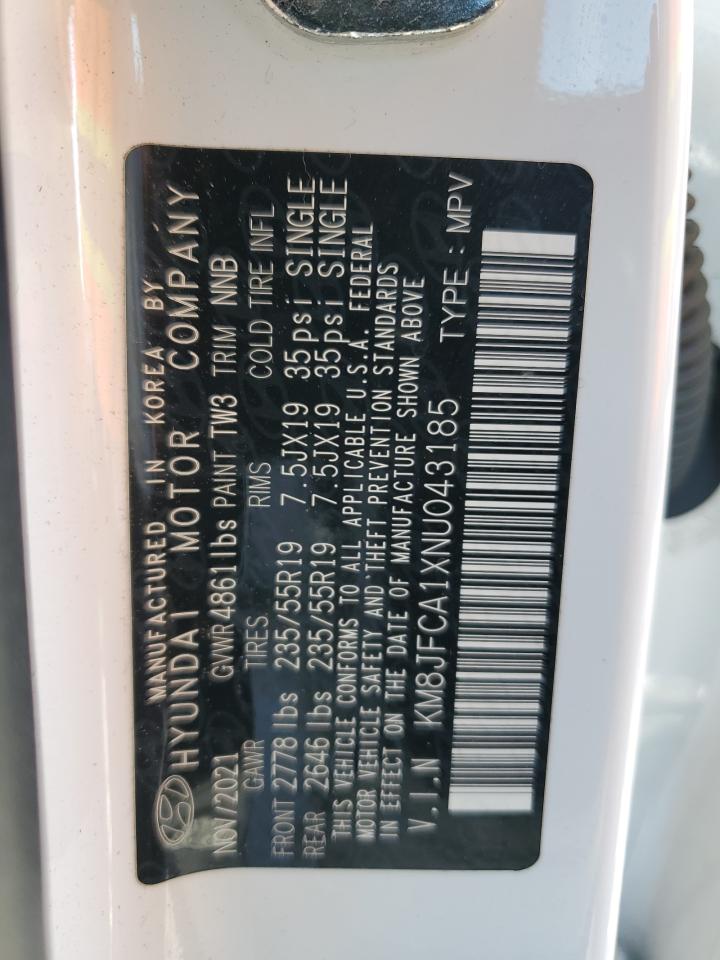 MANUFACTURED IN KOREA BY
HYUNDAI MOTOR COMPANY
NOV/2021 GVWR 4861lbs PAINT TW3 TRIM NNB
GAWR TIRES RIMS COLD TIRE INFL
FRONT 2778 lbs 235/55R19 7.5JX19 35psi SINGLE
REAR 2646 lbs 235/55R19 7.5JX19 35psi SINGLE
THIS VEHICLE CONFORMS TO ALL APPLICABLE U.S.A. FEDERAL
MOTOR VEHICLE SAFETY AND THEFT PREVENTION STANDARDS
IN EFFECT ON THE DATE OF MANUFACTURE SHOWN ABOVE
V.I.N KM8JFCA1XNU043185 TYPE : MPV